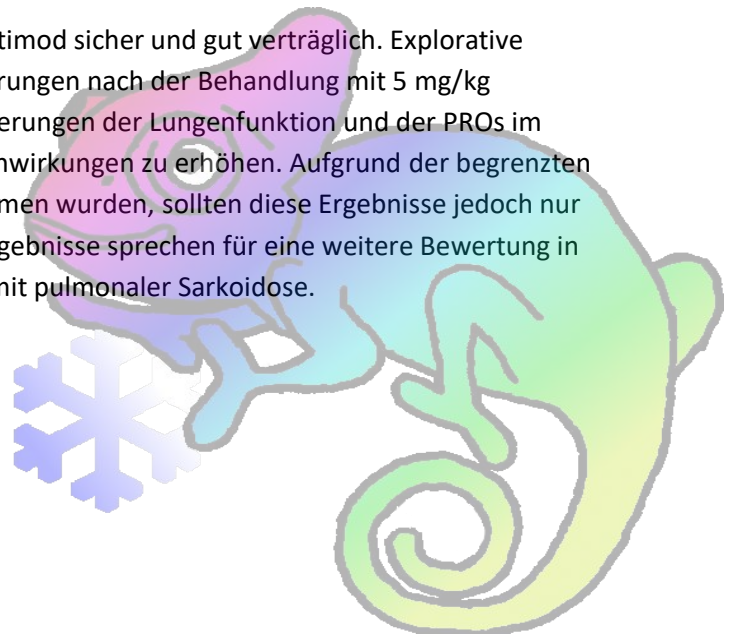 timod sicher und gut verträglich. Explorative
rungen nach der Behandlung mit 5 mg/kg
erungen der Lungenfunktion und der PROs im
nwirkungen zu erhöhen. Aufgrund der begrenzten
men wurden, sollten diese Ergebnisse jedoch nur
gebnisse sprechen für eine weitere Bewertung in
mit pulmonaler Sarkoidose.